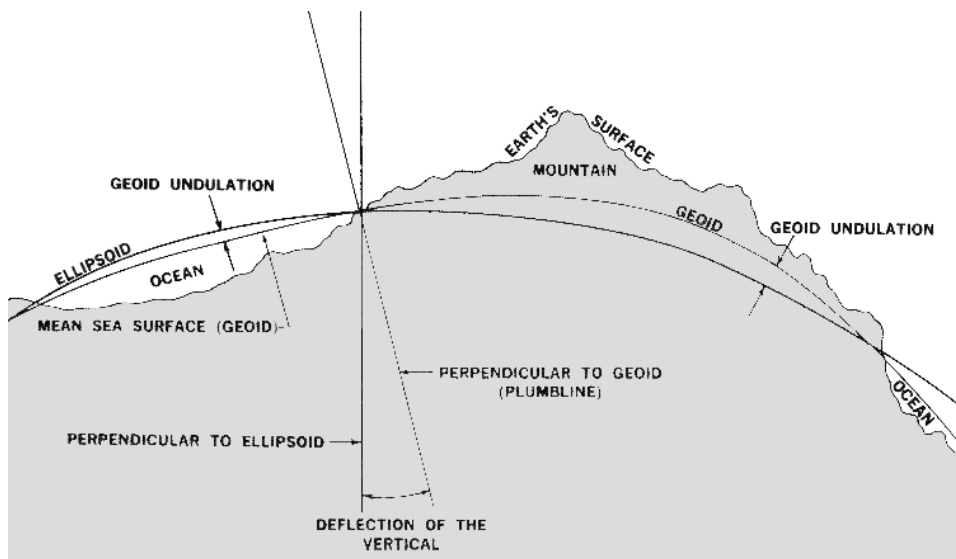 EARTH'S SURFACE
MOUNTAIN
GEOID UNDULATION
GEOID
GEOID UNDULATION
ELLIPSOID
OCEAN
MEAN SEA SURFACE (GEOID)
PERPENDICULAR TO GEOID
(PLUMBLINE)
OCEAN
PERPENDICULAR TO ELLIPSOID
DEFLECTION OF THE
VERTICAL